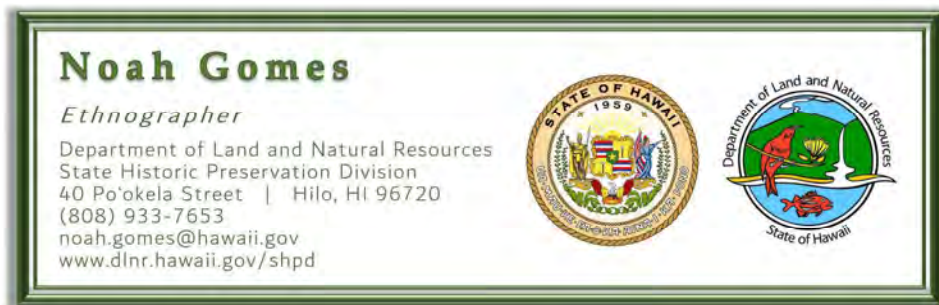 Noah Gomes
Ethnographer
Department of Land and Natural Resources
State Historic Preservation Division
40 Poʻokela Street | Hilo, HI 96720
(808) 933-7653
noah.gomes@hawaii.gov
www.dlnr.hawaii.gov/shpd
STATE OF HAWAII
1959
Department of Land and Natural Resources
State of Hawaii